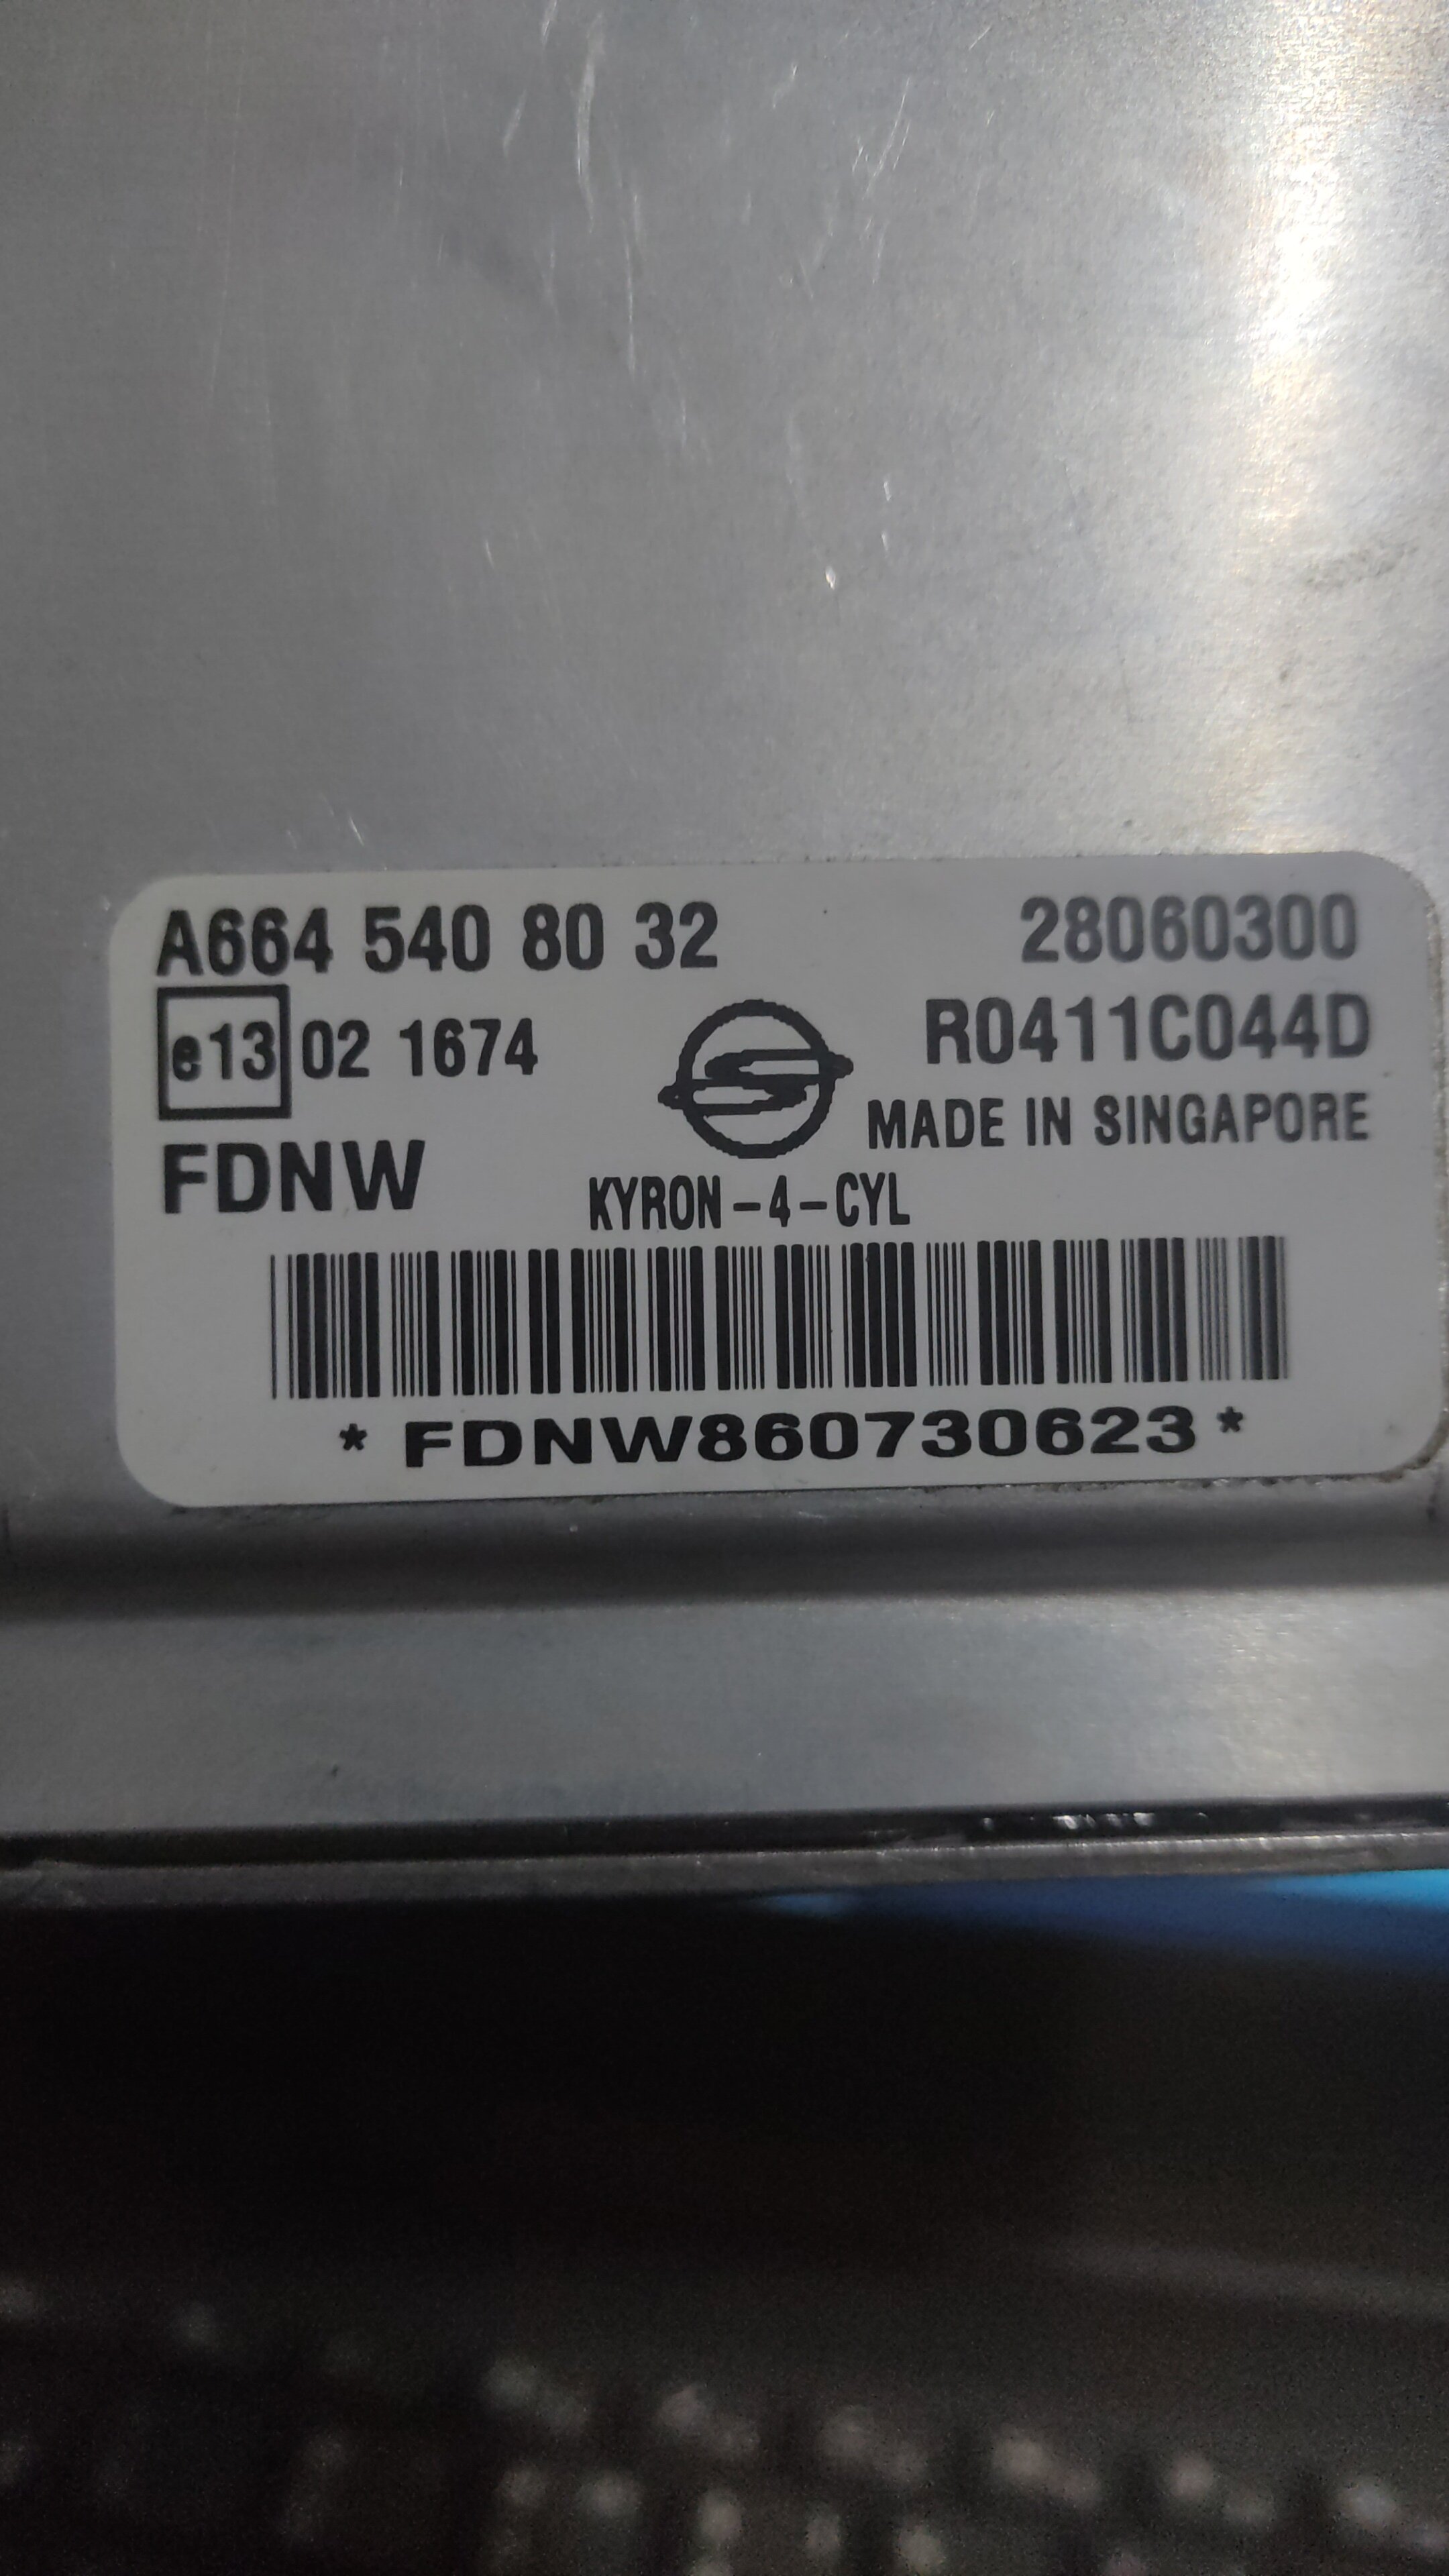 A664 540 80 32 28060300
e13 02 1674 R0411C044D
MADE IN SINGAPORE
FDNW
KYRON-4-CYL
* FDNW860730623 *